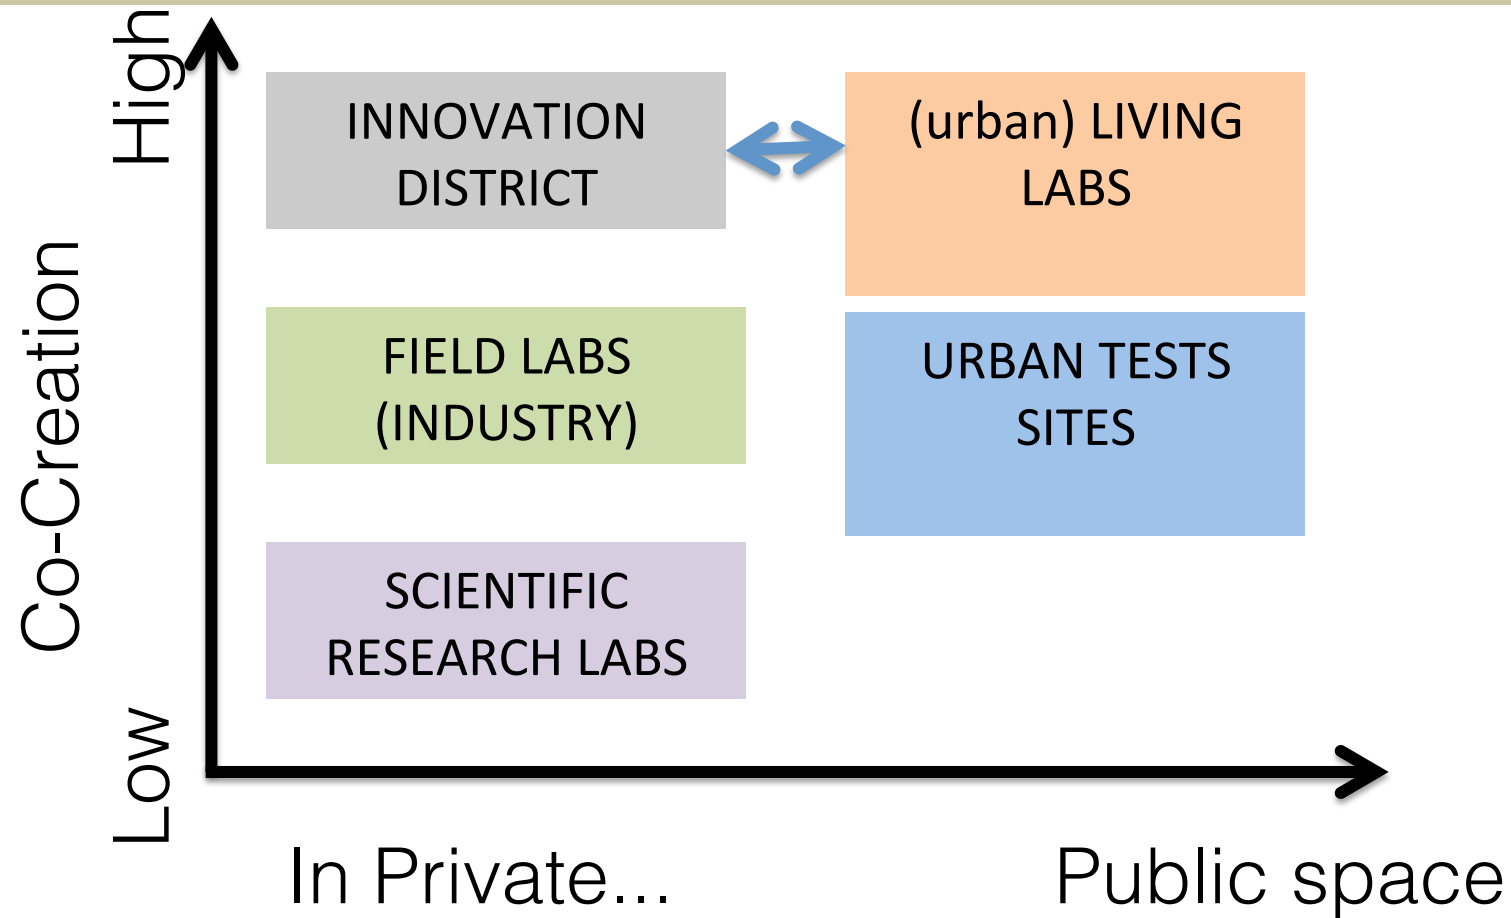 High
Co-Creation
Low
INNOVATION
DISTRICT
(urban) LIVING
LABS
FIELD LABS
(INDUSTRY)
URBAN TESTS
SITES
SCIENTIFIC
RESEARCH LABS
In Private...
Public space